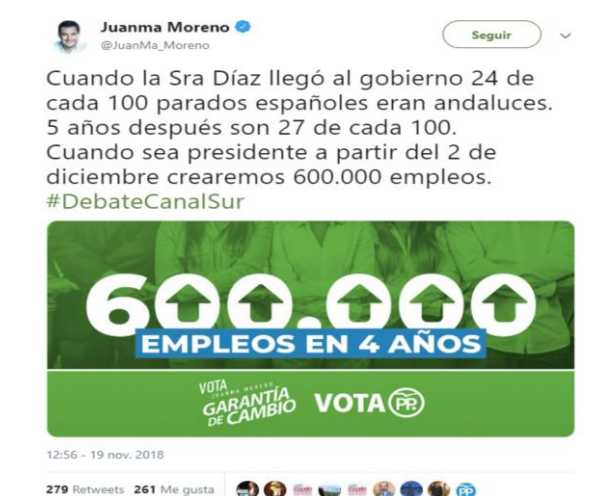 Juanma Moreno
@JuanMa_Moreno
Seguir
Cuando la Sra Díaz llegó al gobierno 24 de
cada 100 parados españoles eran andaluces.
5 años después son 27 de cada 100.
Cuando sea presidente a partir del 2 de
diciembre crearemos 600.000 empleos.
#DebateCanalSur
600.000
EMPLEOS EN 4 AÑOS
VOTA
JUANMA MORENO
GARANTÍA
DE CAMBIO
VOTA PP
12:56 - 19 nov. 2018
279 Retweets 261 Me gusta